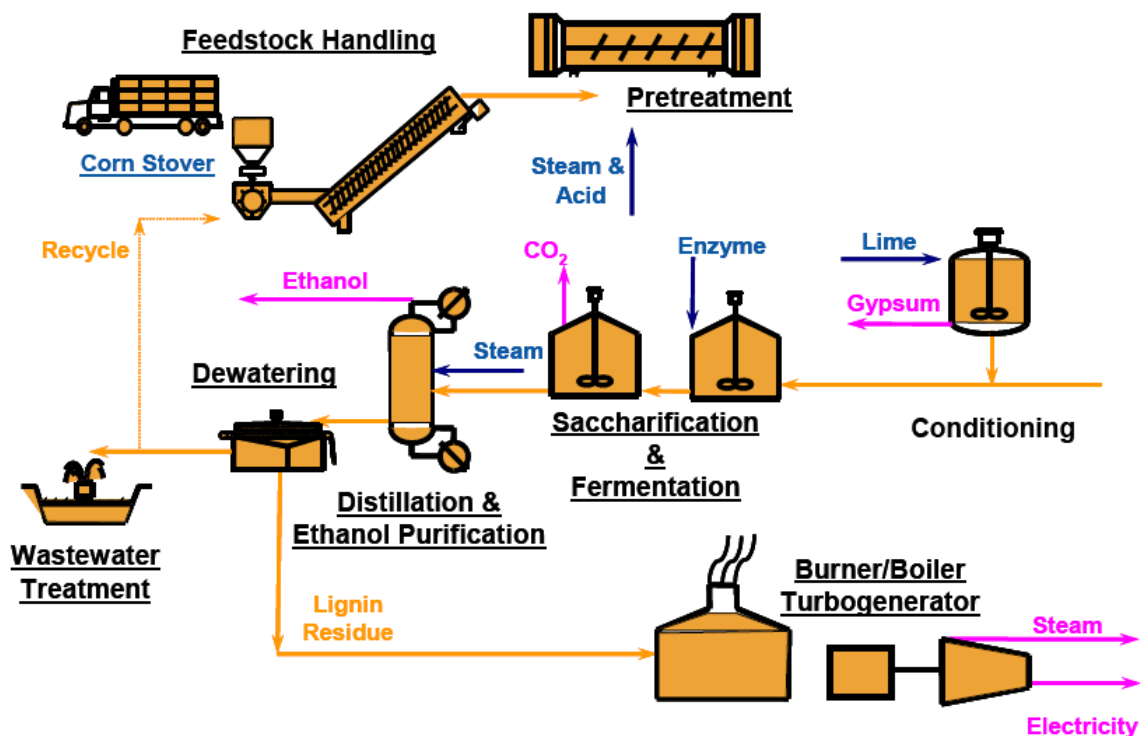 Feedstock Handling
Pretreatment
Corn Stover
Steam &
Acid
Recycle
Ethanol
CO₂
Enzyme
Lime
Gypsum
Steam
Dewatering
Saccharification
&
Fermentation
Conditioning
Distillation &
Ethanol Purification
Wastewater
Treatment
Lignin
Residue
Burner/Boiler
Turbogenerator
Steam
Electricity